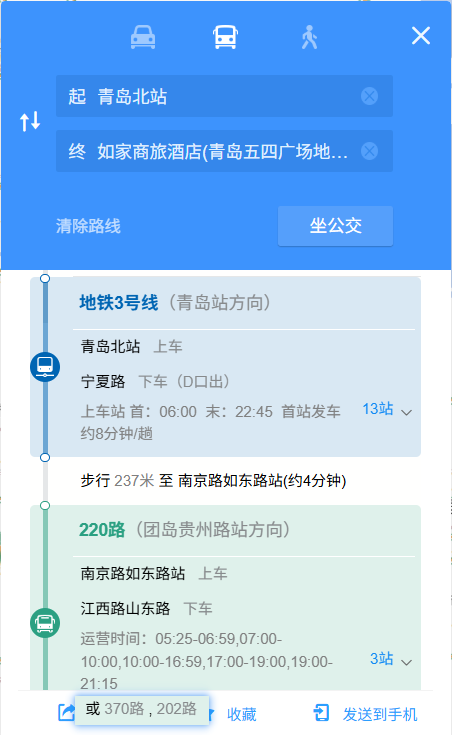 起 青岛北站
终 如家商旅酒店(青岛五四广场地…
清除路线 坐公交
地铁3号线（青岛站方向）
青岛北站 上车
宁夏路 下车（D口出）
上车站 首：06:00 末：22:45 首站发车 13站
约8分钟/趟
步行 237米 至 南京路如东路站(约4分钟)
220路（团岛贵州路站方向）
南京路如东路站 上车
江西路山东路 下车
运营时间：05:25-06:59,07:00-
10:00,10:00-16:59,17:00-19:00,19:00- 3站
21:15
或 370路 , 202路
收藏 发送到手机